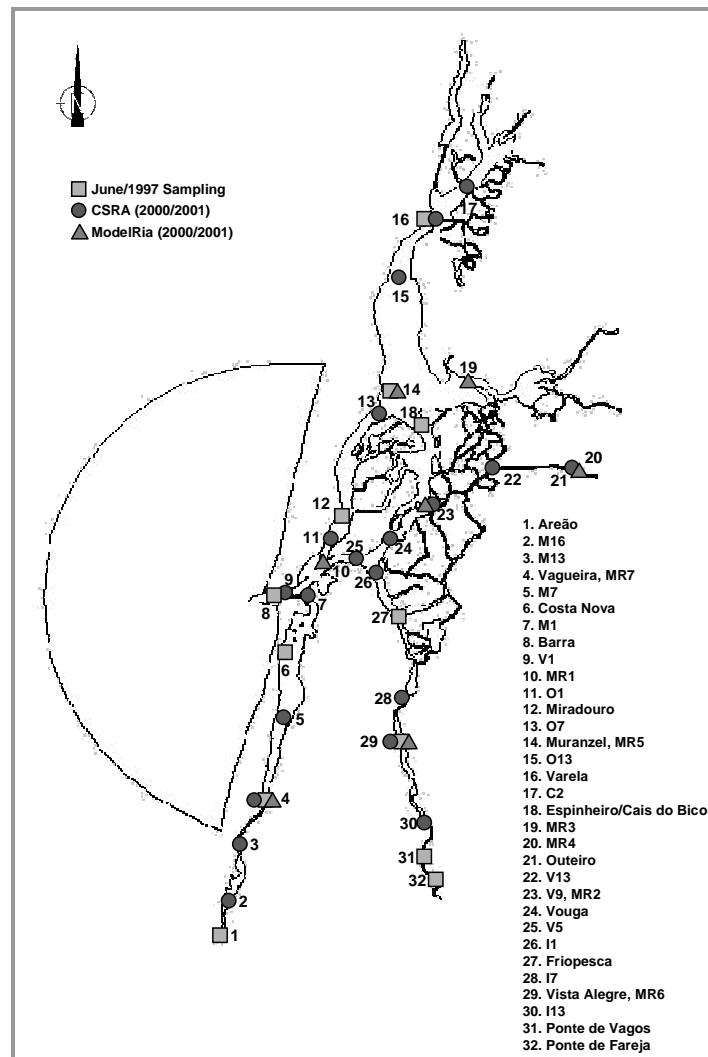 N
June/1997 Sampling
CSRA (2000/2001)
ModelRia (2000/2001)
17
16
15
19
14
13
18
20
22
21
12
23
11
24
25
10
26
9
8
7
27
6
28
5
29
4
30
3
31
32
2
1
1. Areão
2. M16
3. M13
4. Vagueira, MR7
5. M7
6. Costa Nova
7. M1
8. Barra
9. V1
10. MR1
11. O1
12. Miradouro
13. O7
14. Muranzel, MR5
15. O13
16. Varela
17. C2
18. Espinheiro/Cais do Bico
19. MR3
20. MR4
21. Outeiro
22. V13
23. V9, MR2
24. Vouga
25. V5
26. I1
27. Friopesca
28. I7
29. Vista Alegre, MR6
30. I13
31. Ponte de Vagos
32. Ponte de Fareja